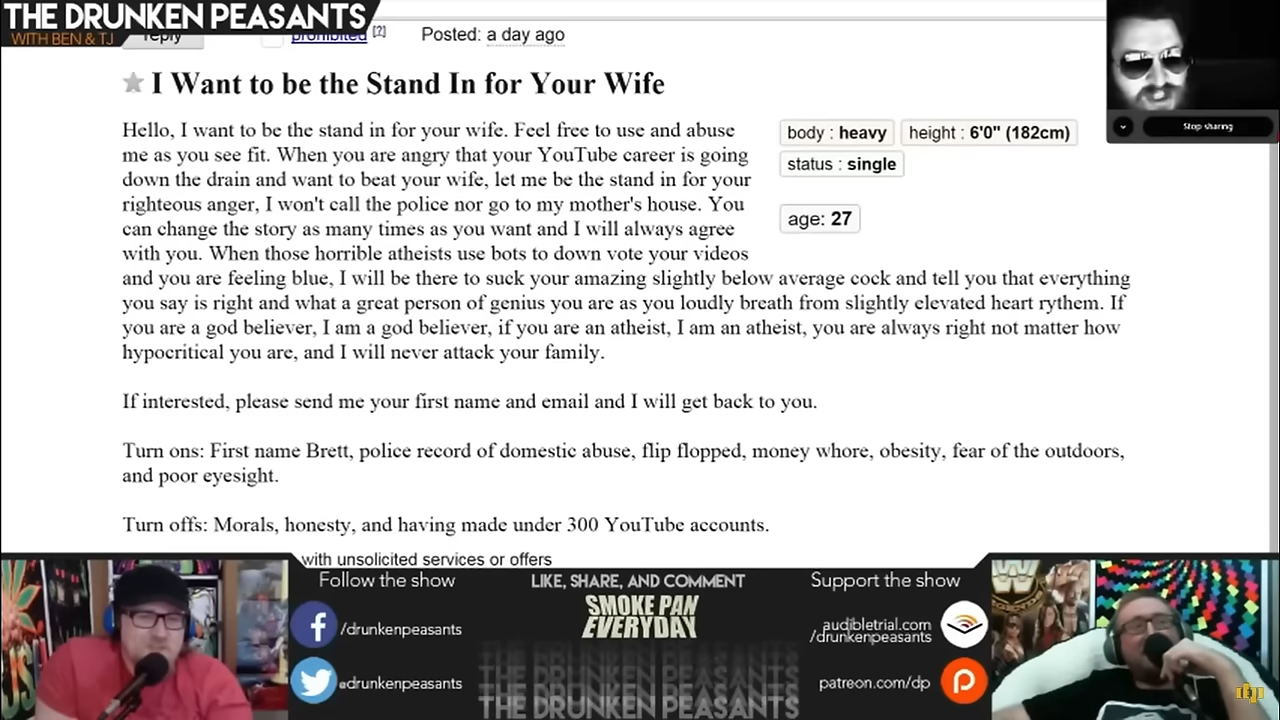 THE DRUNKEN PEASANTS
WITH BEN & TJ
reply
prohibited [?]
Posted: a day ago
I Want to be the Stand In for Your Wife
Hello, I want to be the stand in for your wife. Feel free to use and abuse
me as you see fit. When you are angry that your YouTube career is going
down the drain and want to beat your wife, let me be the stand in for your
righteous anger, I won't call the police nor go to my mother's house. You
can change the story as many times as you want and I will always agree
with you. When those horrible atheists use bots to down vote your videos
and you are feeling blue, I will be there to suck your amazing slightly below average cock and tell you that everything
you say is right and what a great person of genius you are as you loudly breath from slightly elevated heart rythem. If
you are a god believer, I am a god believer, if you are an atheist, I am an atheist, you are always right not matter how
hypocritical you are, and I will never attack your family.
If interested, please send me your first name and email and I will get back to you.
Turn ons: First name Brett, police record of domestic abuse, flip flopped, money whore, obesity, fear of the outdoors,
and poor eyesight.
Turn offs: Morals, honesty, and having made under 300 YouTube accounts.
with unsolicited services or offers
body : heavy
height : 6'0" (182cm)
status : single
age: 27
Stop sharing
Follow the show
/drunkenpeasants
@drunkenpeasants
LIKE, SHARE, AND COMMENT
SMOKE PAN
EVERYDAY
THE DRUNKEN PEASANTS
THE DRUNKEN PEASANTS
THE DRUNKEN PEASANTS
Support the show
audibletrial.com
/drunkenpeasants
patreon.com/dp
dp